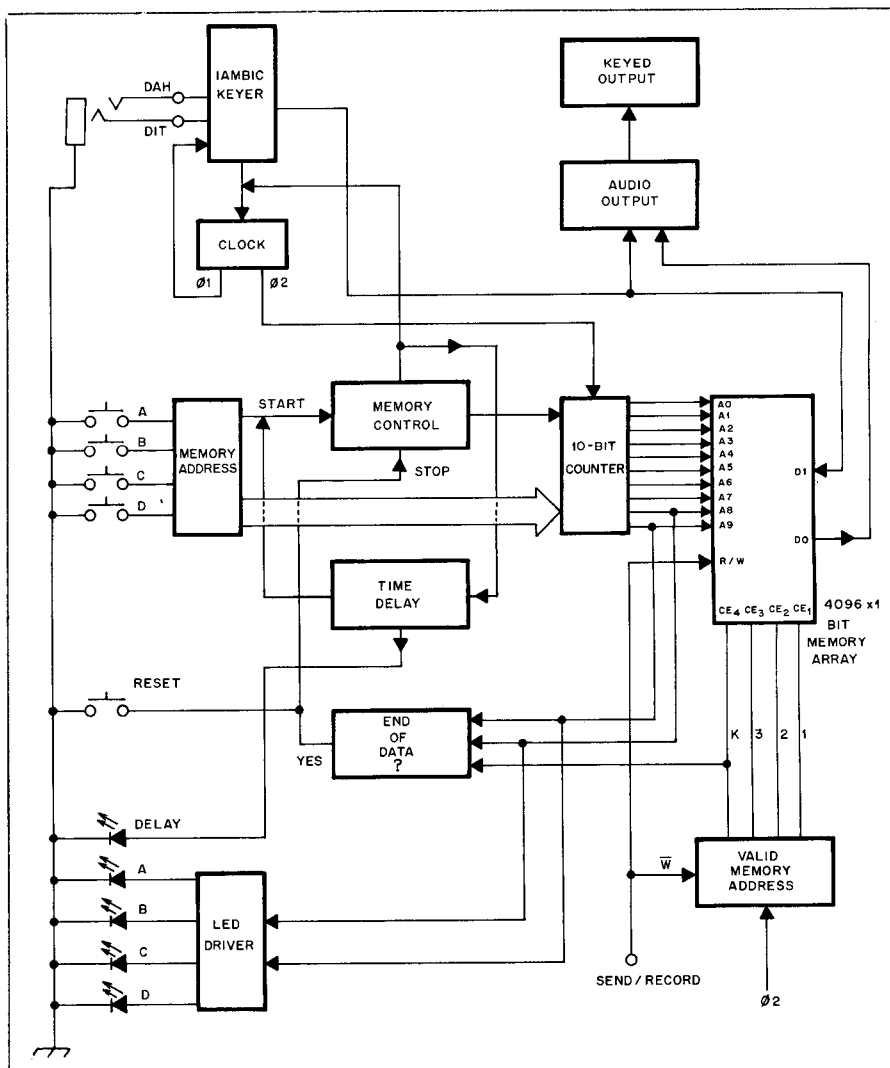 IAMBIC
KEYER
DAH
DIT
KEYED
OUTPUT
AUDIO
OUTPUT
CLOCK
Ø1
Ø2
A
B
C
D
MEMORY
ADDRESS
START
MEMORY
CONTROL
STOP
10-BIT
COUNTER
A0
A1
A2
A3
A4
A5
A6
A7
A8
A9
D1
D0
R/W
CE4 CE3 CE2 CE1
4096 x 1
BIT
MEMORY
ARRAY
TIME
DELAY
RESET
END
OF
DATA
?
YES
K 3 2 1
DELAY
A
B
C
D
LED
DRIVER
W̅
VALID
MEMORY
ADDRESS
SEND/RECORD
Ø2